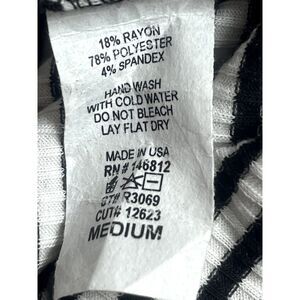 18% RAYON
78% POLYESTER
4% SPANDEX
HAND WASH
WITH COLD WATER
DO NOT BLEACH
LAY FLAT DRY
MADE IN USA
RN # 146812
R3069
CUT# 12623
MEDIUM